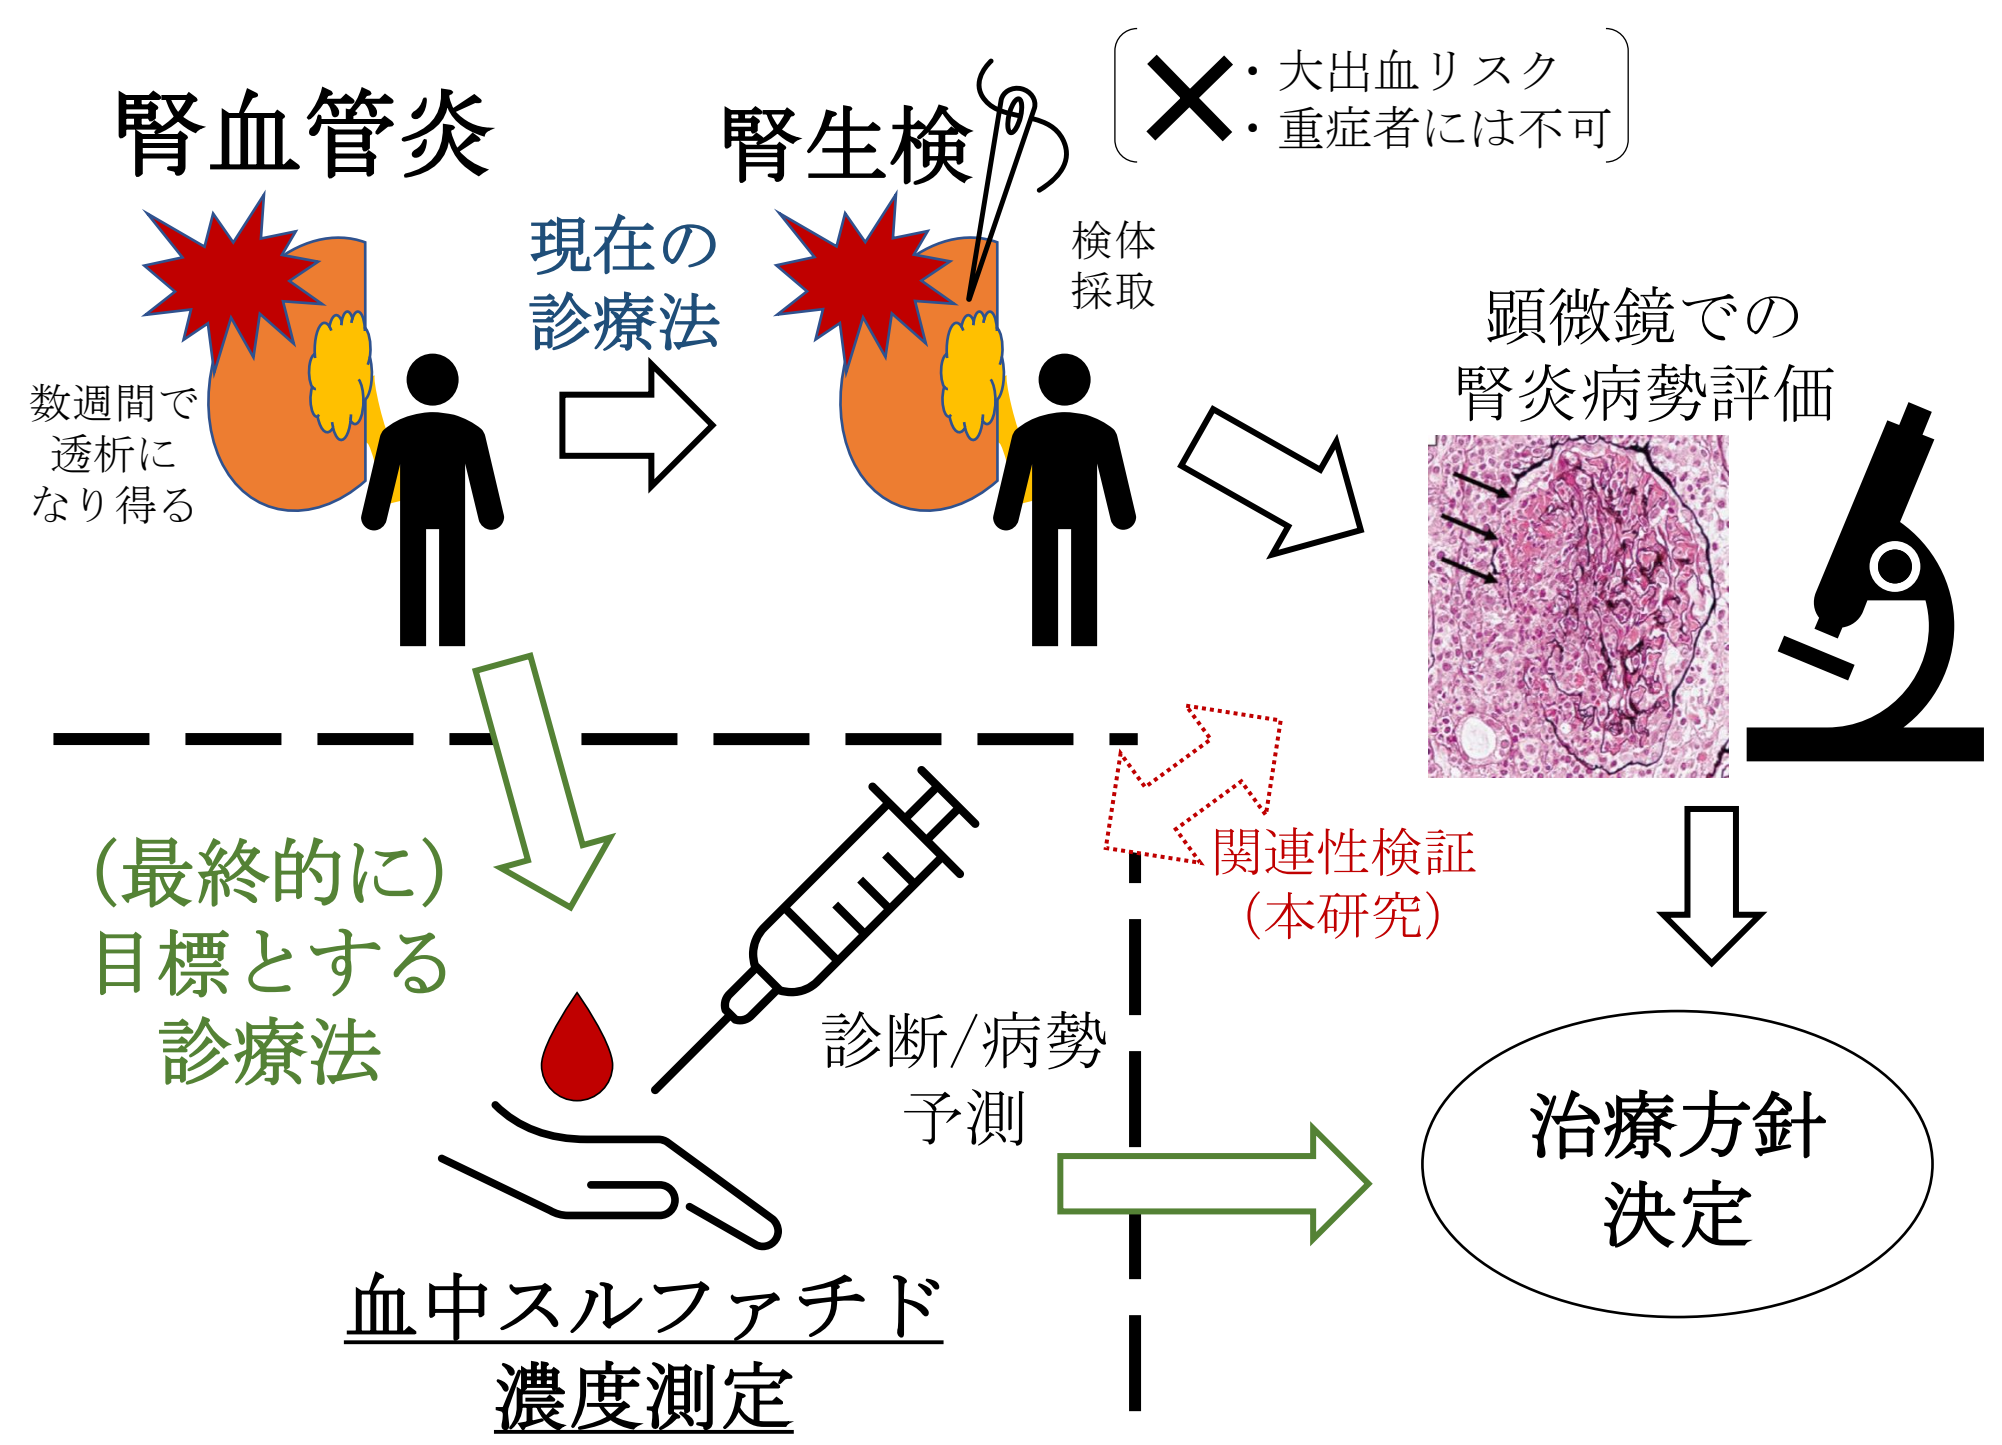 腎血管炎
数週間で
透析に
なり得る
現在の
診療法
腎生検
・大出血リスク
・重症者には不可
検体
採取
顕微鏡での
腎炎病勢評価
関連性検証
（本研究）
（最終的に）
目標とする
診療法
診断/病勢
予測
血中スルファチド
濃度測定
治療方針
決定